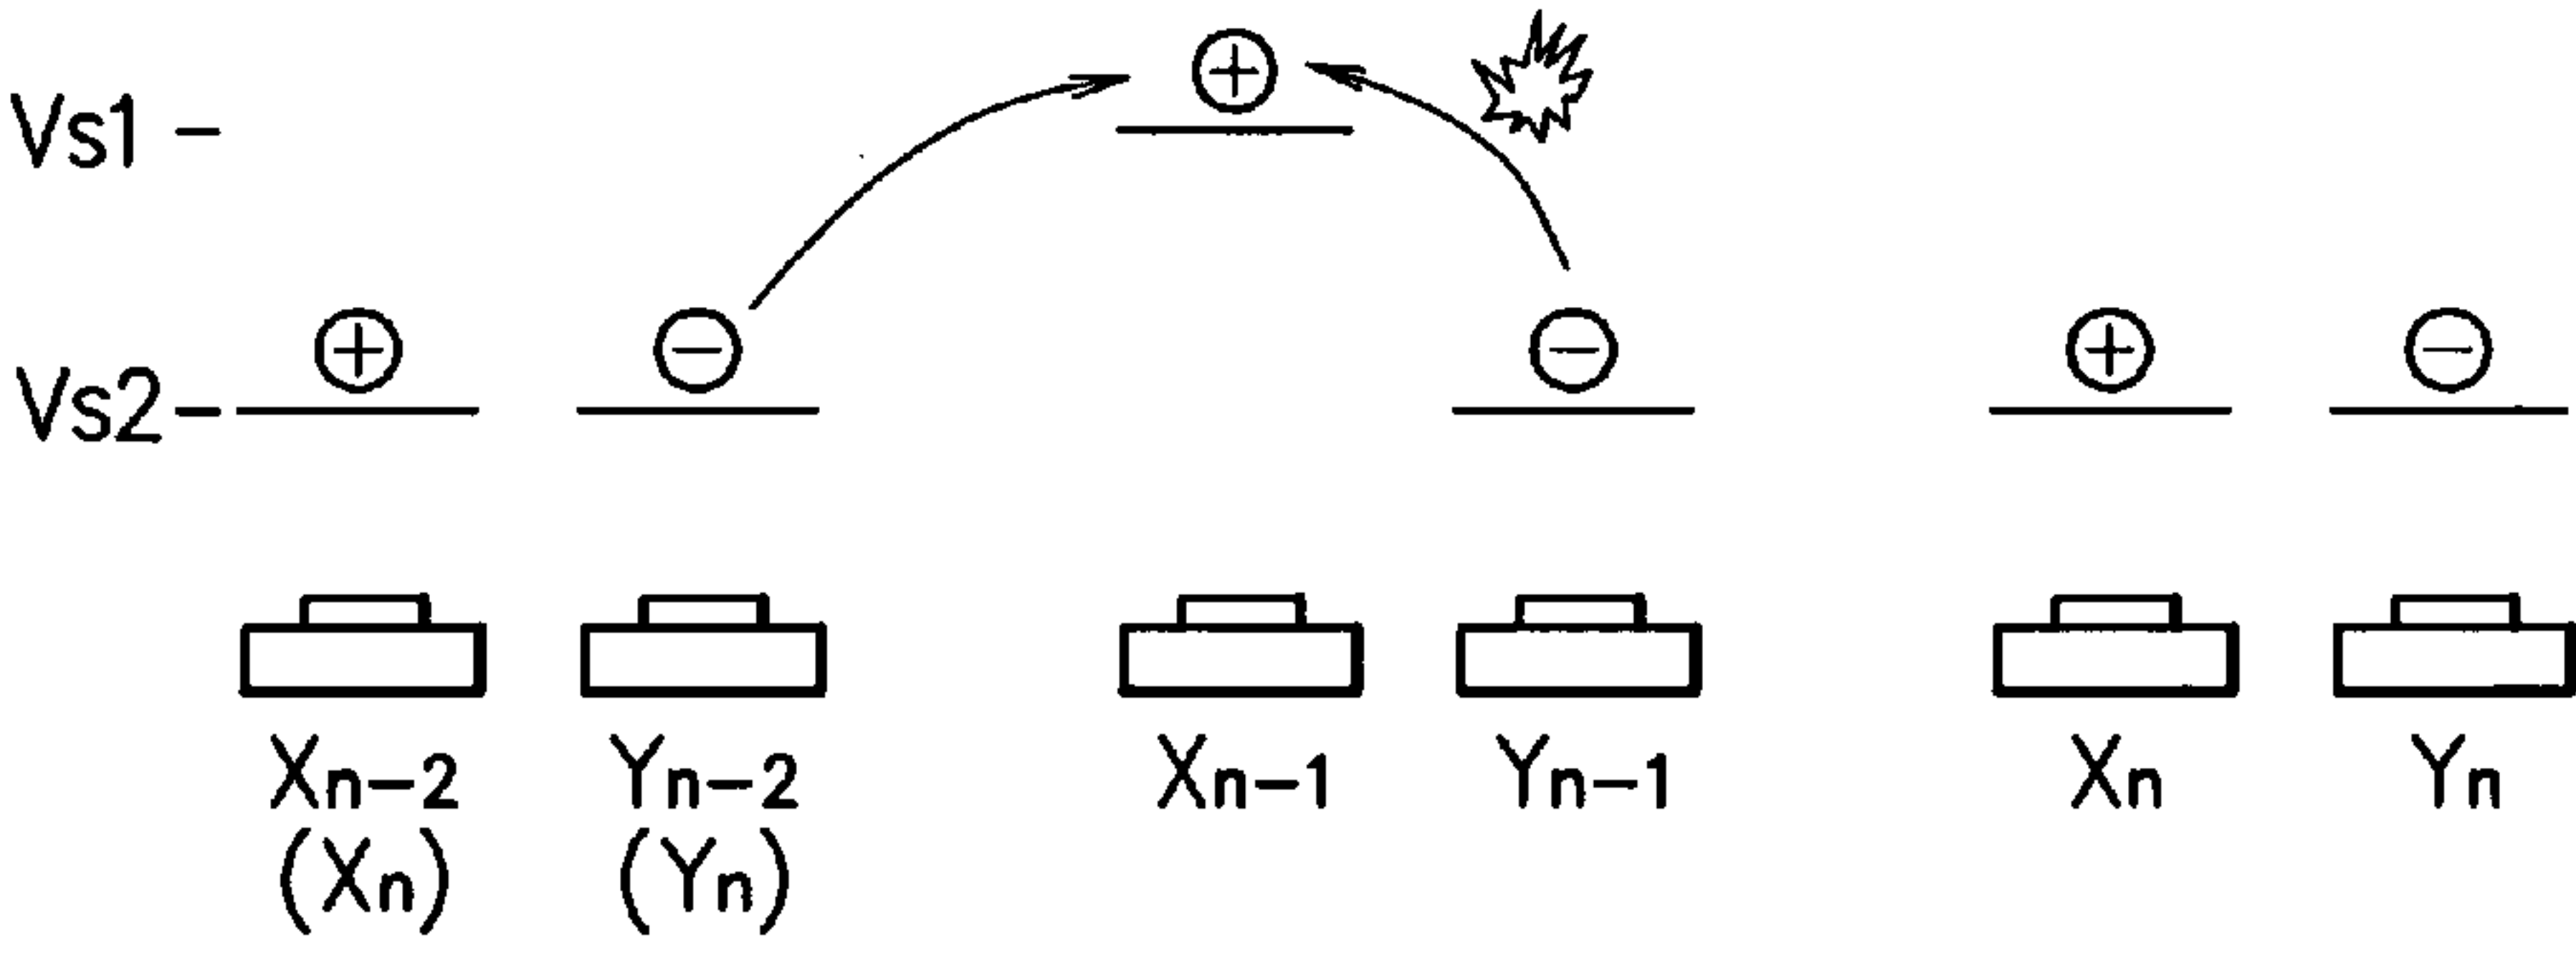 Vs1 –
Vs2 –
Xn–2 Yn–2 Xn–1 Yn–1 Xn Yn
(Xn) (Yn)